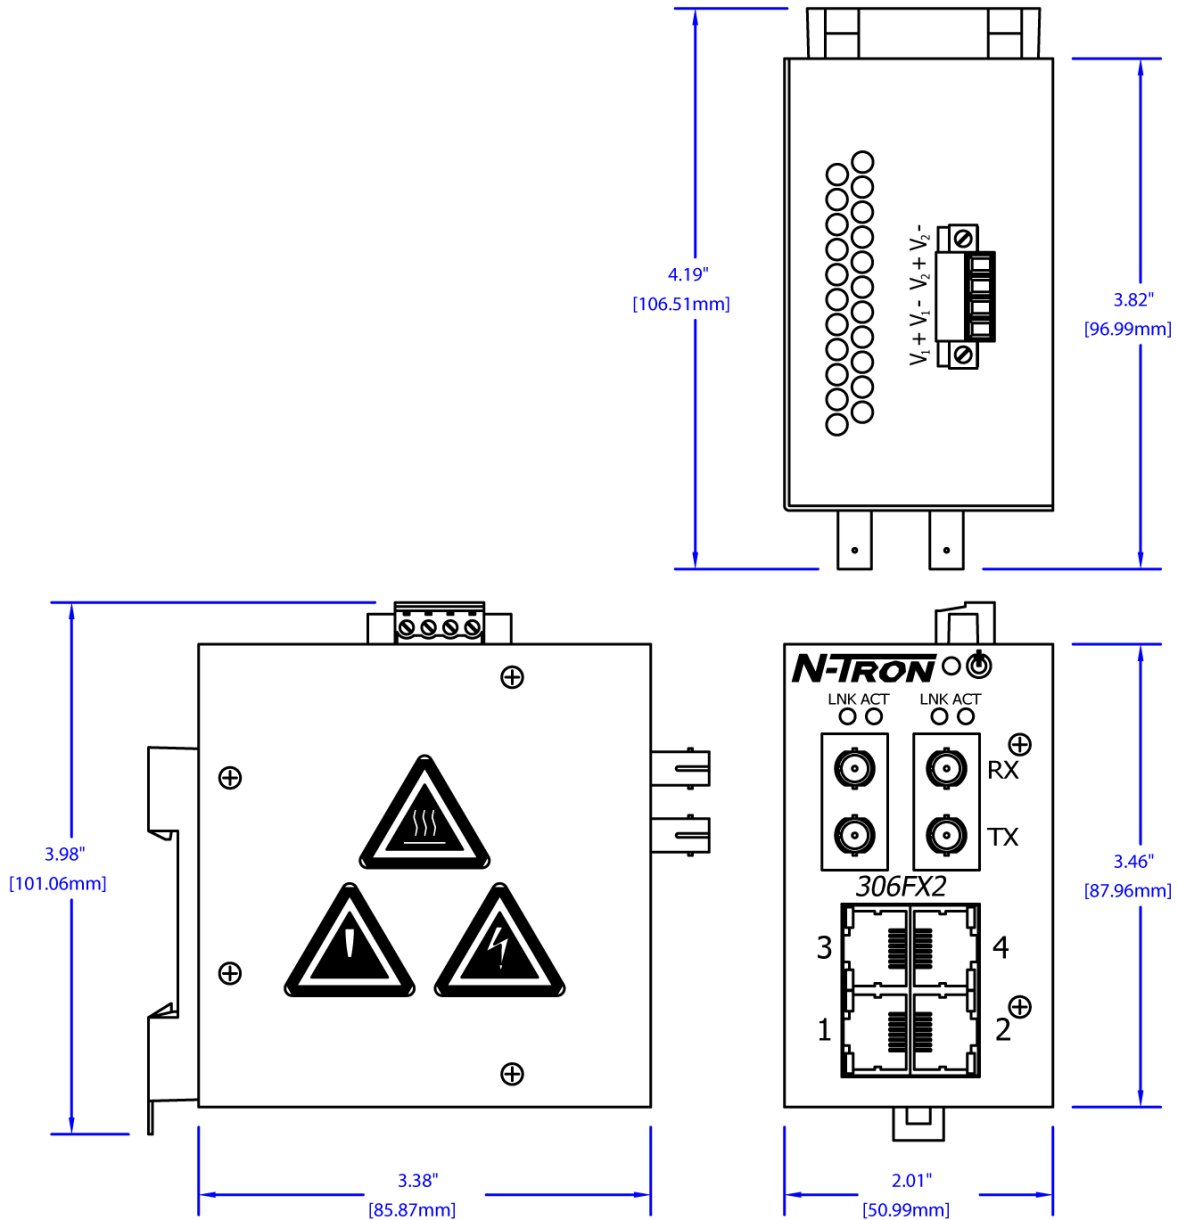 4.19"
[106.51mm]
3.82"
[96.99mm]
V1 + V1 - V2 + V2 -
N-TRON
LNK ACT LNK ACT
RX
TX
306FX2
3 4
1 2
3.98"
[101.06mm]
3.46"
[87.96mm]
3.38"
[85.87mm]
2.01"
[50.99mm]